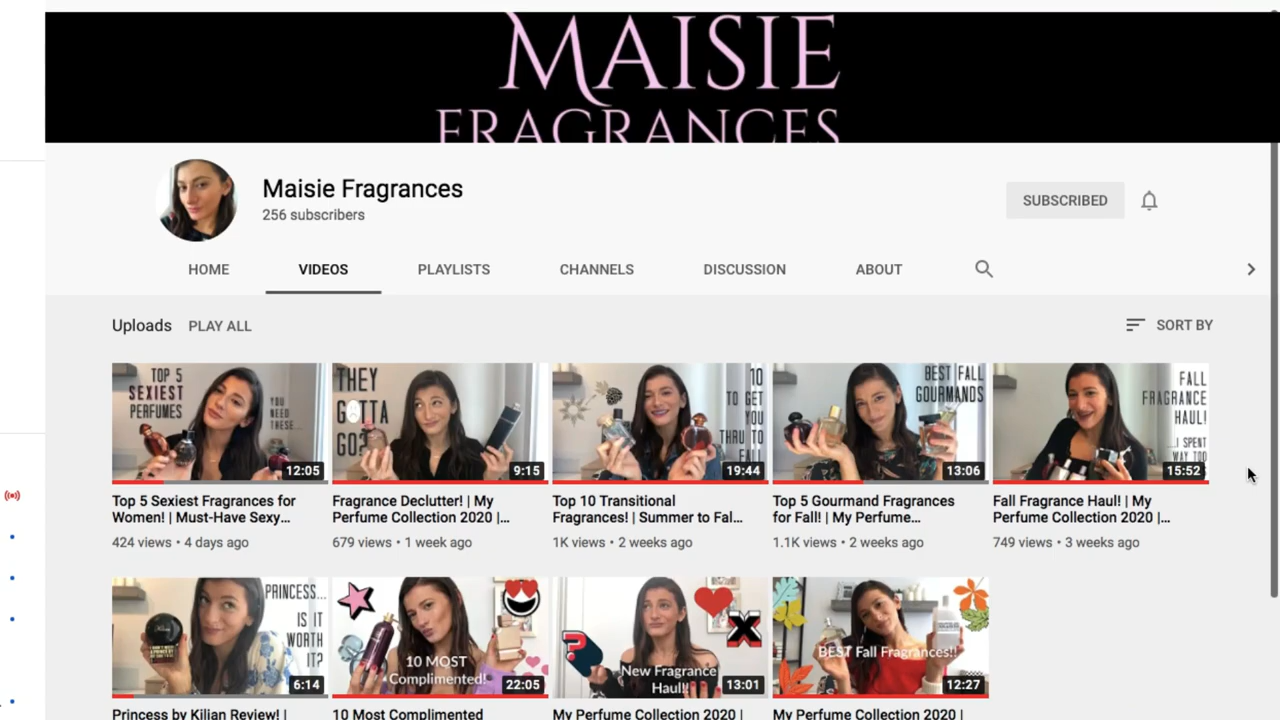 MAISIE
FRAGRANCES
Maisie Fragrances
256 subscribers
SUBSCRIBED
HOME
VIDEOS
PLAYLISTS
CHANNELS
DISCUSSION
ABOUT
Uploads
PLAY ALL
SORT BY
TOP 5
SEXIEST
PERFUMES
YOU
NEED
THESE...
12:05
THEY
GOTTA
GO?
9:15
10
TO GET
YOU
THRU TO
FALL
19:44
BEST FALL
GOURMANDS
13:06
FALL
FRAGRANCE
HAUL!
...I SPENT
WAY TOO
15:52
Top 5 Sexiest Fragrances for
Women! | Must-Have Sexy...
424 views • 4 days ago
Fragrance Declutter! | My
Perfume Collection 2020 |...
679 views • 1 week ago
Top 10 Transitional
Fragrances! | Summer to Fal...
1K views • 2 weeks ago
Top 5 Gourmand Fragrances
for Fall! | My Perfume...
1.1K views • 2 weeks ago
Fall Fragrance Haul! | My
Perfume Collection 2020 |...
749 views • 3 weeks ago
PRINCESS...
IS IT
WORTH
IT?
6:14
10 MOST
Complimented!
22:05
New Fragrance
Haul!
13:01
BEST Fall Fragrances!!
12:27
Princess by Kilian Review! |
10 Most Complimented
My Perfume Collection 2020 |
My Perfume Collection 2020 |